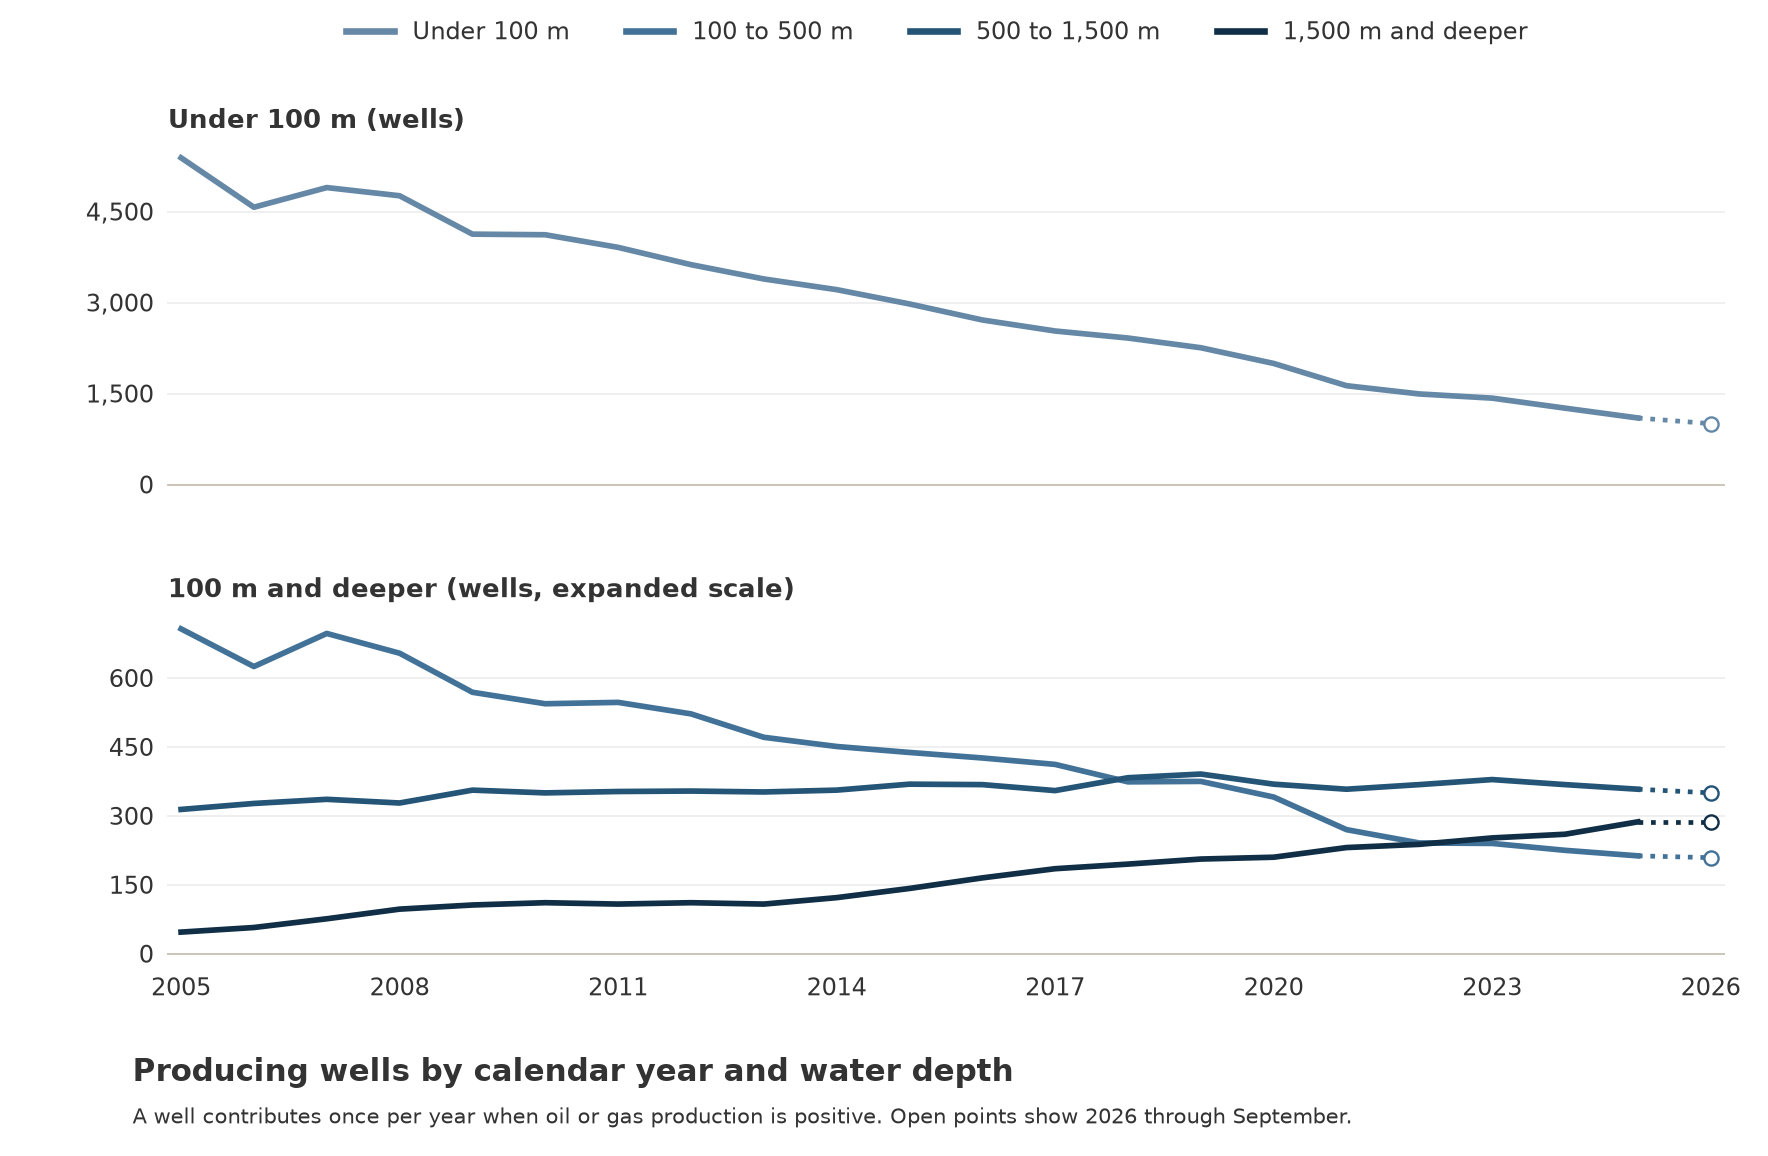 Under 100 m 100 to 500 m 500 to 1,500 m 1,500 m and deeper
Under 100 m (wells)
4,500
3,000
1,500
0
100 m and deeper (wells, expanded scale)
600
450
300
150
0
2005 2008 2011 2014 2017 2020 2023 2026
Producing wells by calendar year and water depth
A well contributes once per year when oil or gas production is positive. Open points show 2026 through September.